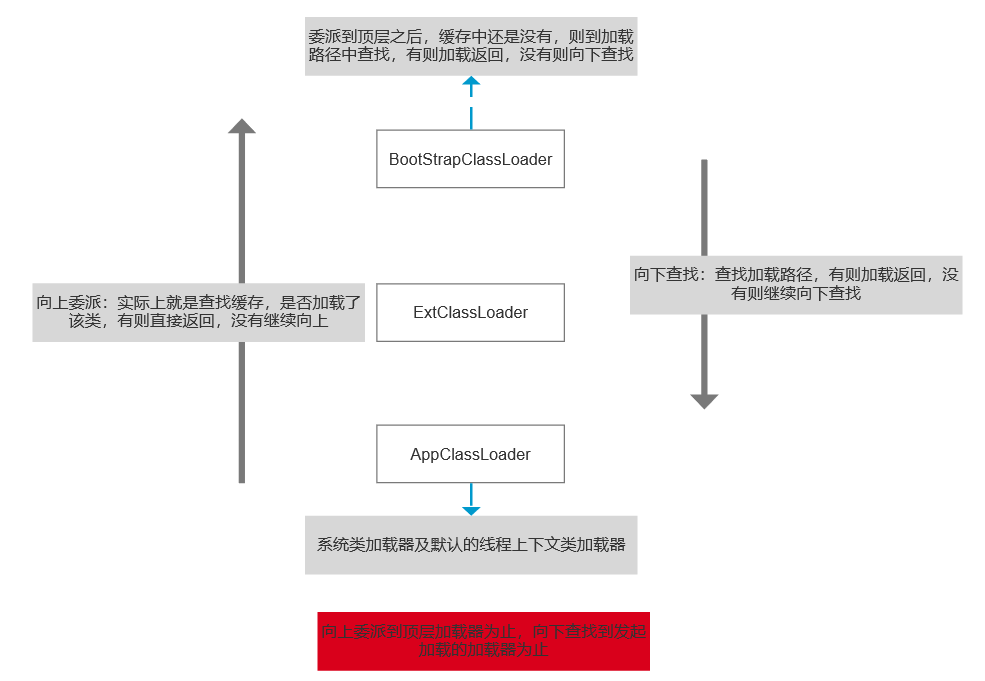 委派到顶层之后，缓存中还是没有，则到加载
路径中查找，有则加载返回，没有则向下查找
BootStrapClassLoader
向下查找：查找加载路径，有则加载返回，没
有则继续向下查找
向上委派：实际上就是查找缓存，是否加载了
该类，有则直接返回，没有继续向上
ExtClassLoader
AppClassLoader
系统类加载器及默认的线程上下文类加载器
向上委派到顶层加载器为止，向下查找到发起
加载的加载器为止